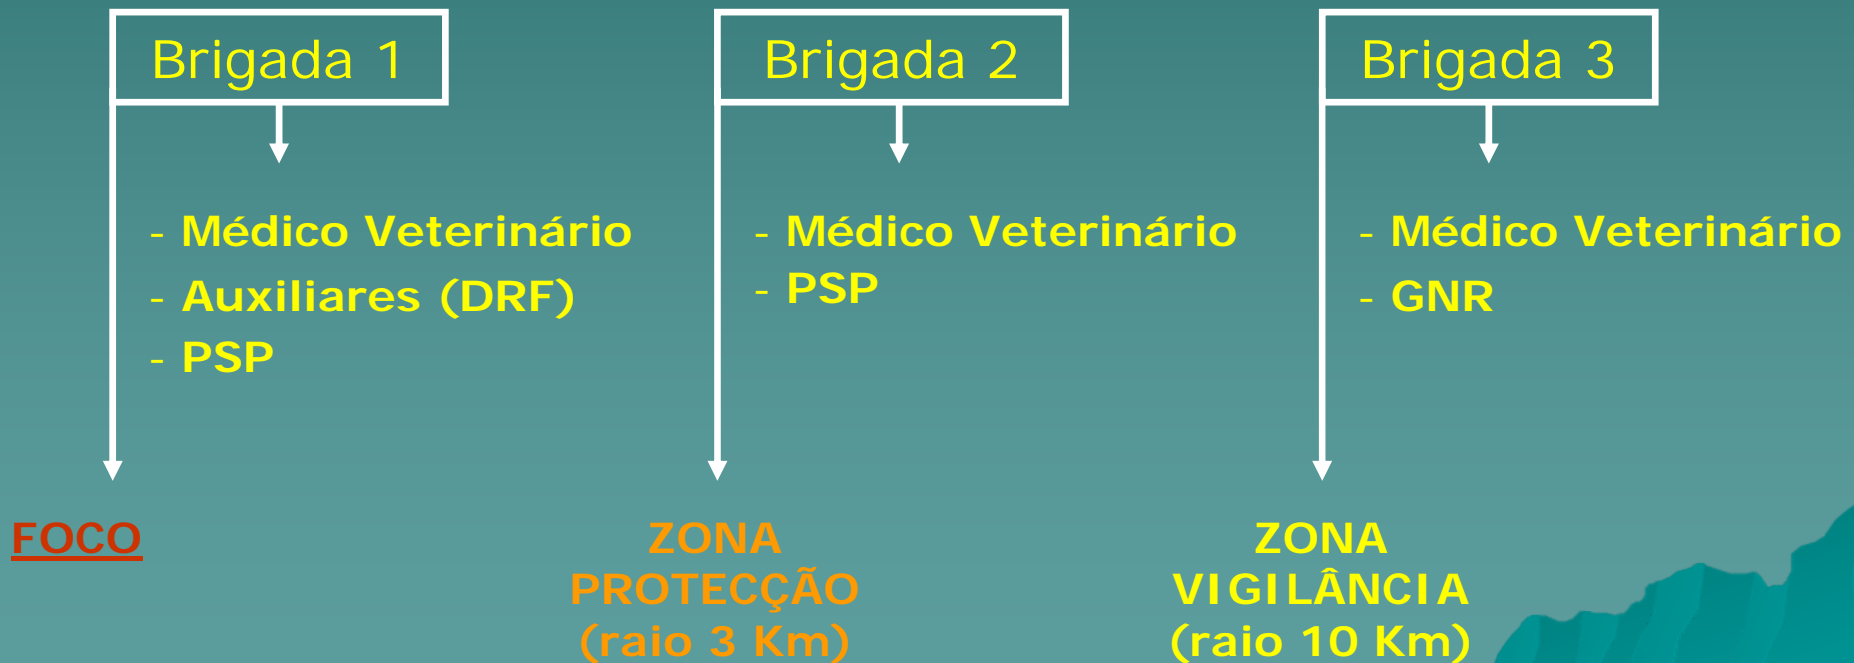 Brigada 1
- Médico Veterinário
- Auxiliares (DRF)
- PSP
FOCO
Brigada 2
- Médico Veterinário
- PSP
ZONA
PROTECÇÃO
(raio 3 Km)
Brigada 3
- Médico Veterinário
- GNR
ZONA
VIGILÂNCIA
(raio 10 Km)